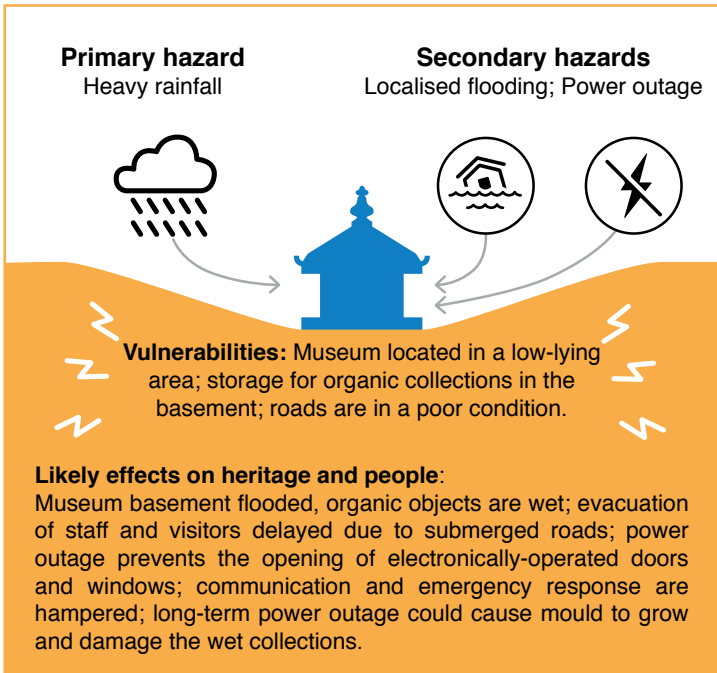 Primary hazard
Heavy rainfall
Secondary hazards
Localised flooding; Power outage
Vulnerabilities: Museum located in a low-lying
area; storage for organic collections in the
basement; roads are in a poor condition.
Likely effects on heritage and people:
Museum basement flooded, organic objects are wet; evacuation
of staff and visitors delayed due to submerged roads; power
outage prevents the opening of electronically-operated doors
and windows; communication and emergency response are
hampered; long-term power outage could cause mould to grow
and damage the wet collections.